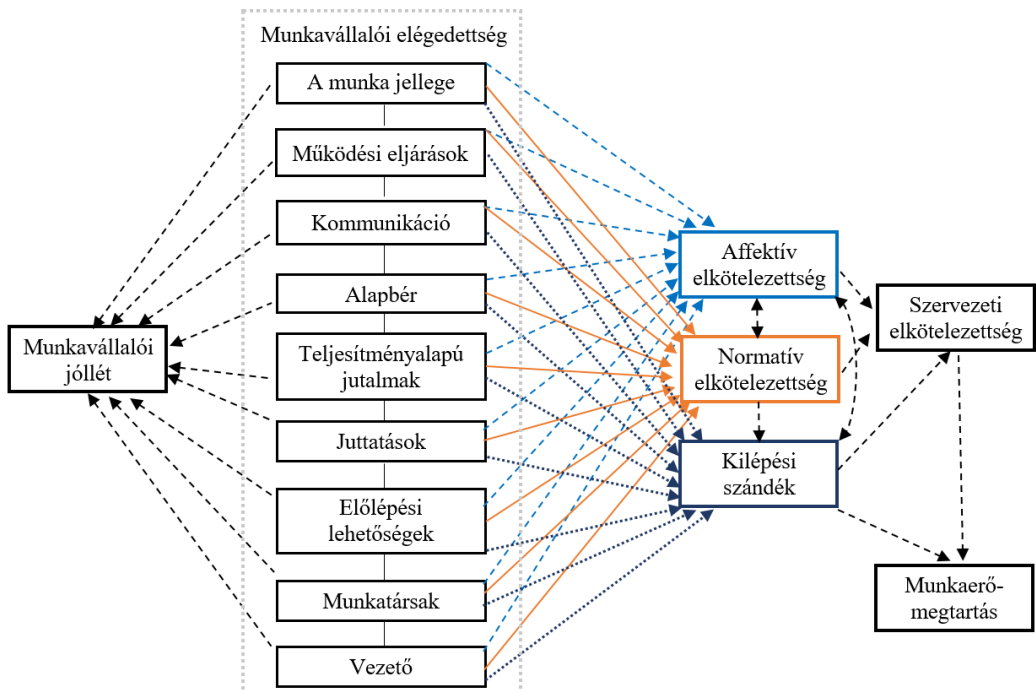 Munkavállalói elégedettség
A munka jellege
Működési eljárások
Kommunikáció
Alapbér
Teljesítményalapú
jutalmak
Juttatások
Előlépési
lehetőségek
Munkatársak
Vezető
Munkavállalói
jóllét
Affektív
elkötelezettség
Normatív
elkötelezettség
Kilépési
szándék
Szervezeti
elkötelezettség
Munkaerő-
megtartás